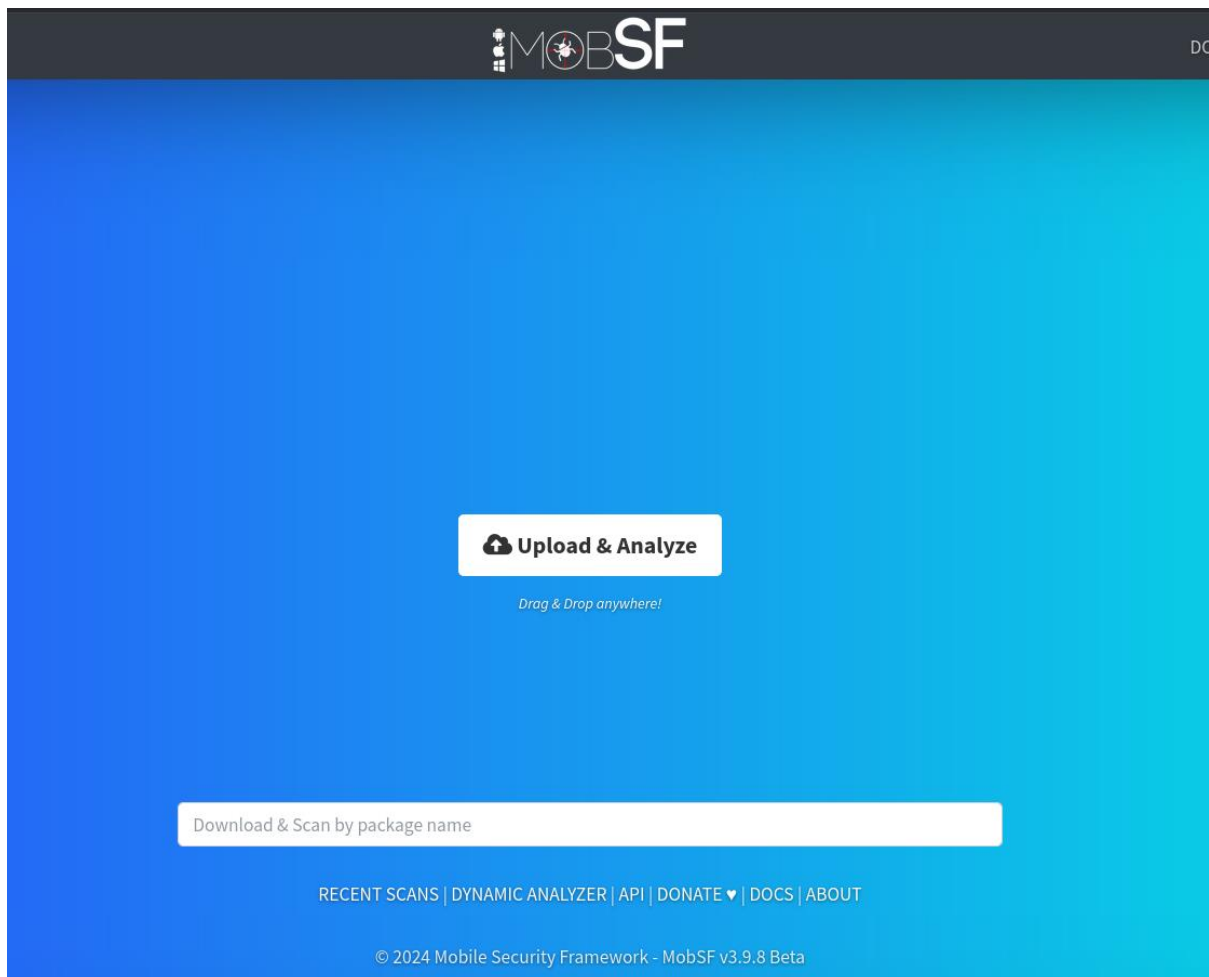 MOBSF
DO
Upload & Analyze
Drag & Drop anywhere!
Download & Scan by package name
RECENT SCANS | DYNAMIC ANALYZER | API | DONATE ♥ | DOCS | ABOUT
© 2024 Mobile Security Framework - MobSF v3.9.8 Beta